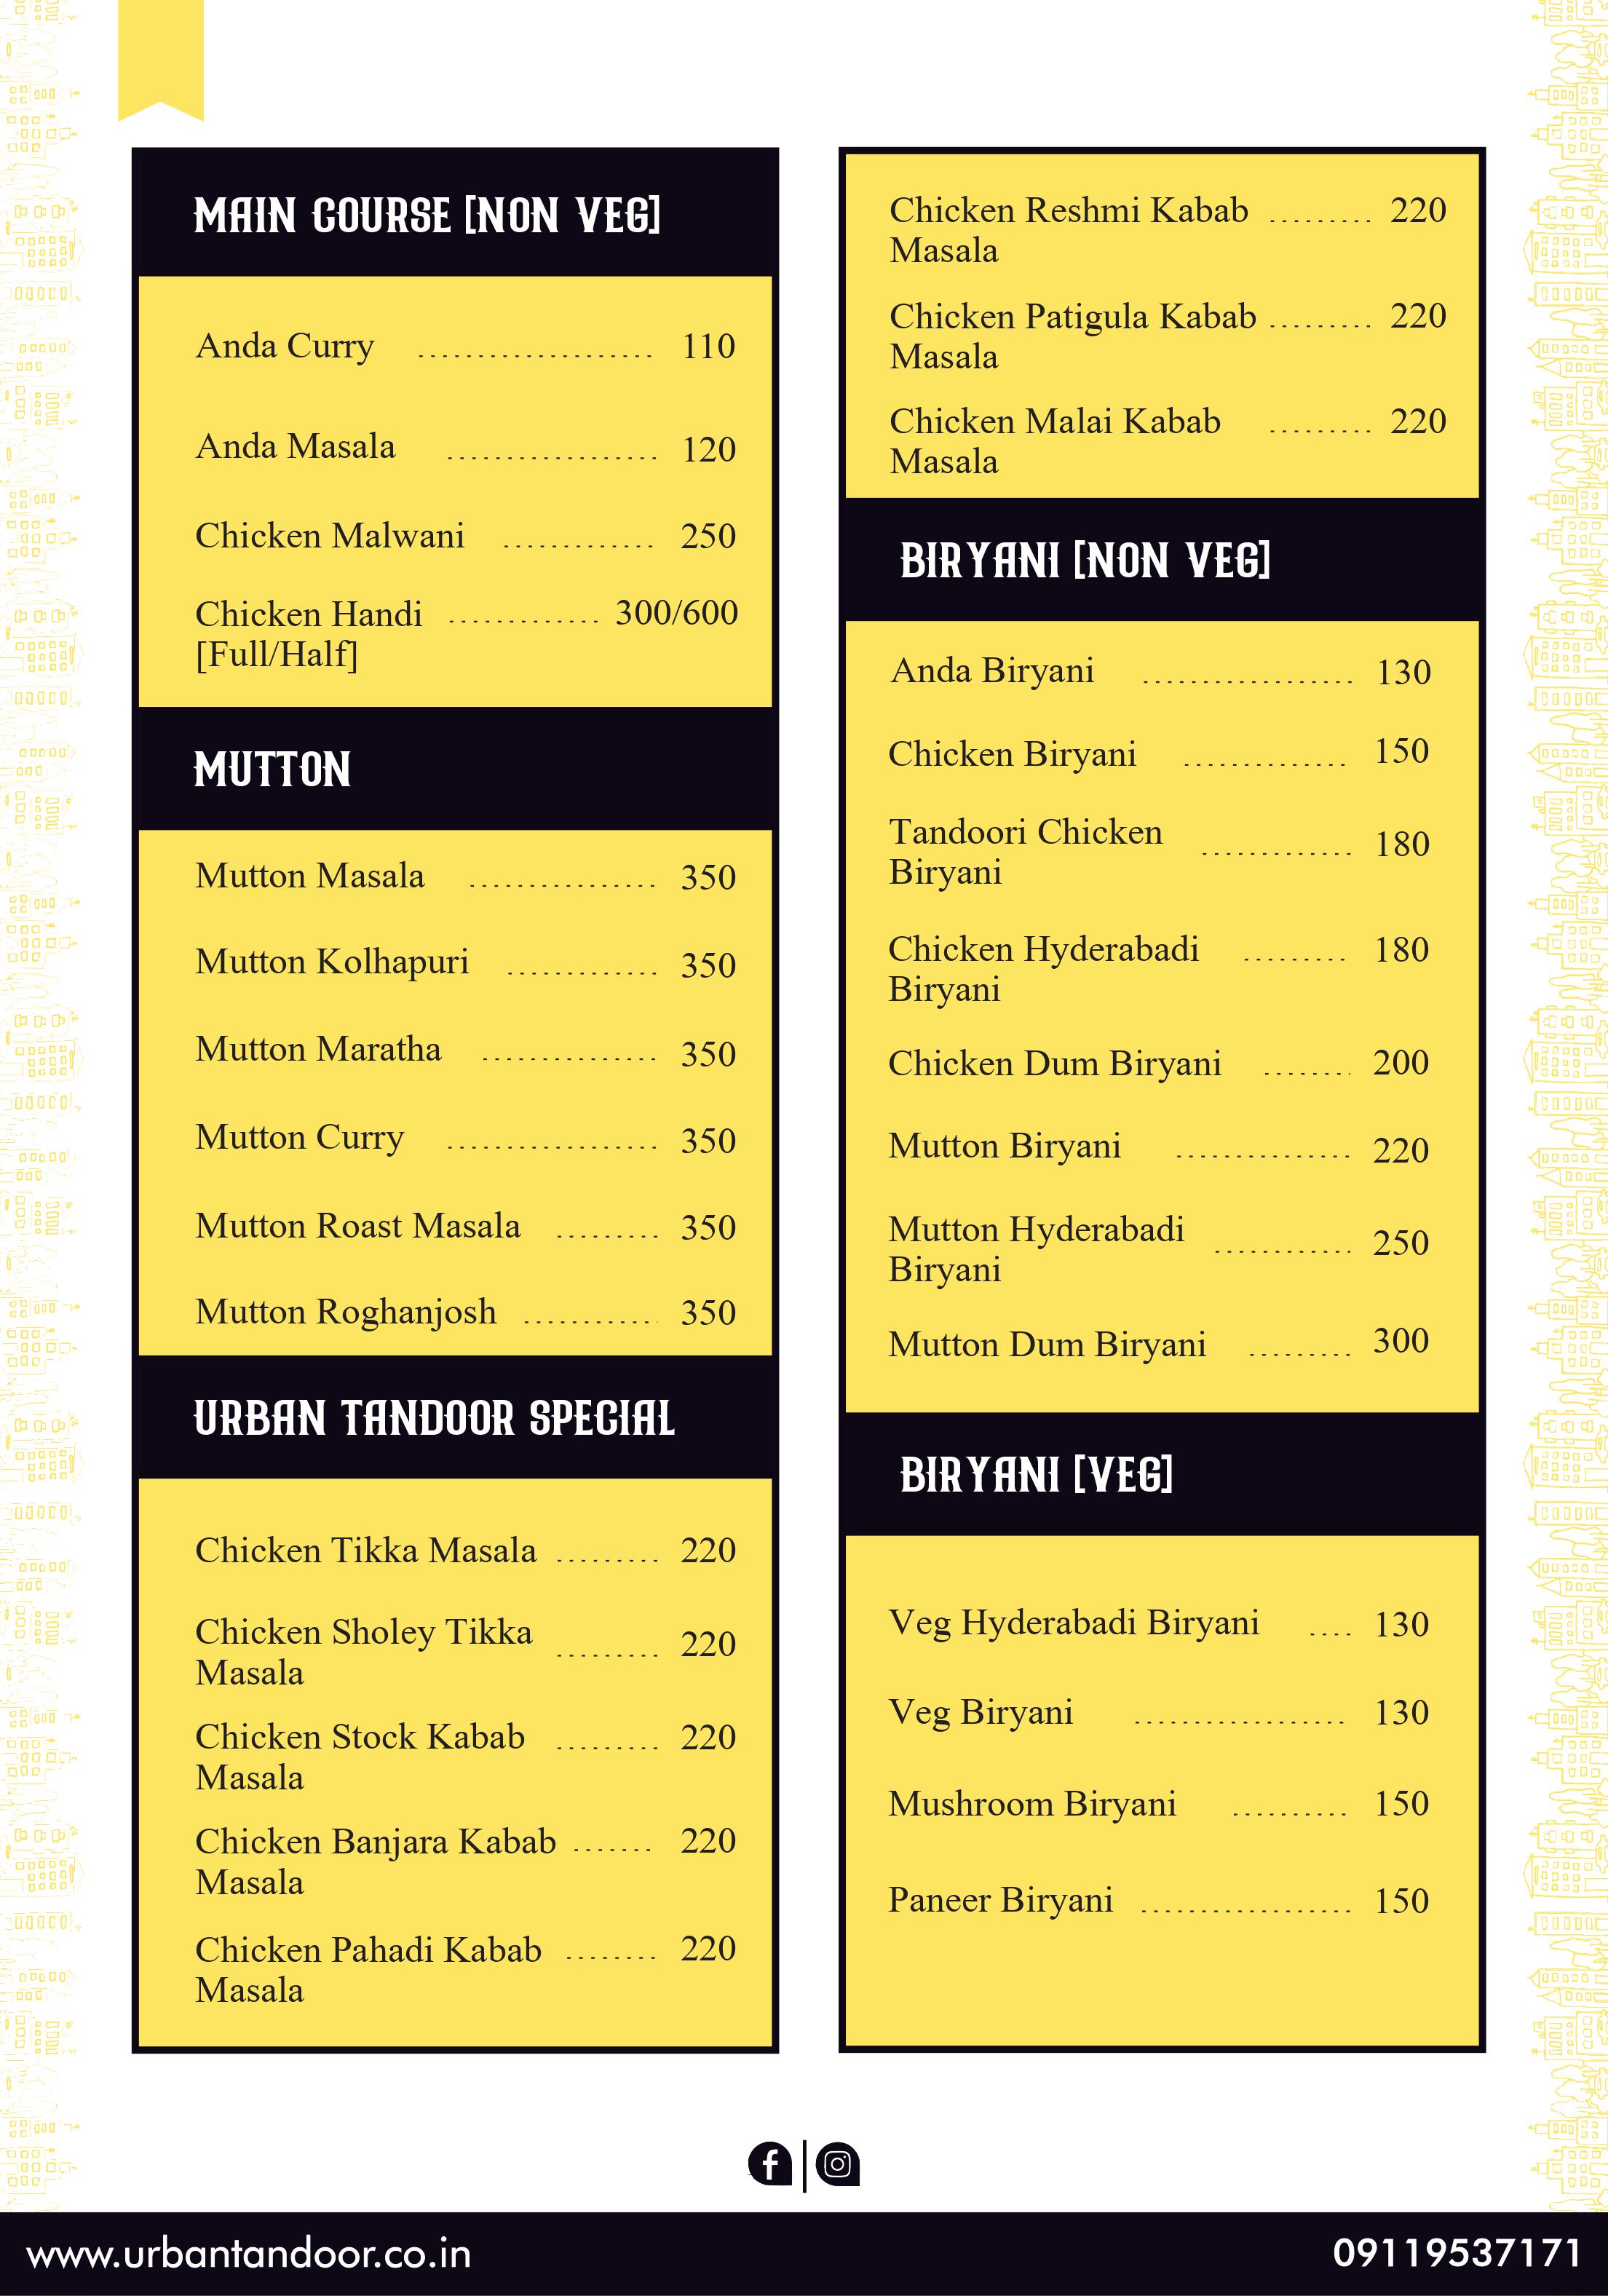 MAIN COURSE [NON VEG]
Anda Curry .................... 110
Anda Masala .................. 120
Chicken Malwani ............. 250
Chicken Handi ............. 300/600
[Full/Half]
MUTTON
Mutton Masala ................ 350
Mutton Kolhapuri ............. 350
Mutton Maratha ............... 350
Mutton Curry .................. 350
Mutton Roast Masala ......... 350
Mutton Roghanjosh ............ 350
URBAN TANDOOR SPECIAL
Chicken Tikka Masala ......... 220
Chicken Sholey Tikka
Masala ......... 220
Chicken Stock Kabab ......... 220
Masala
Chicken Banjara Kabab ....... 220
Masala
Chicken Pahadi Kabab ........ 220
Masala
Chicken Reshmi Kabab ......... 220
Masala
Chicken Patigula Kabab ......... 220
Masala
Chicken Malai Kabab ......... 220
Masala
BIRYANI [NON VEG]
Anda Biryani .................. 130
Chicken Biryani .............. 150
Tandoori Chicken
Biryani ............. 180
Chicken Hyderabadi ......... 180
Biryani
Chicken Dum Biryani ........ 200
Mutton Biryani ............... 220
Mutton Hyderabadi
Biryani ............ 250
Mutton Dum Biryani ......... 300
BIRYANI [VEG]
Veg Hyderabadi Biryani .... 130
Veg Biryani .................. 130
Mushroom Biryani .......... 150
Paneer Biryani .................. 150
www.urbantandoor.co.in
09119537171